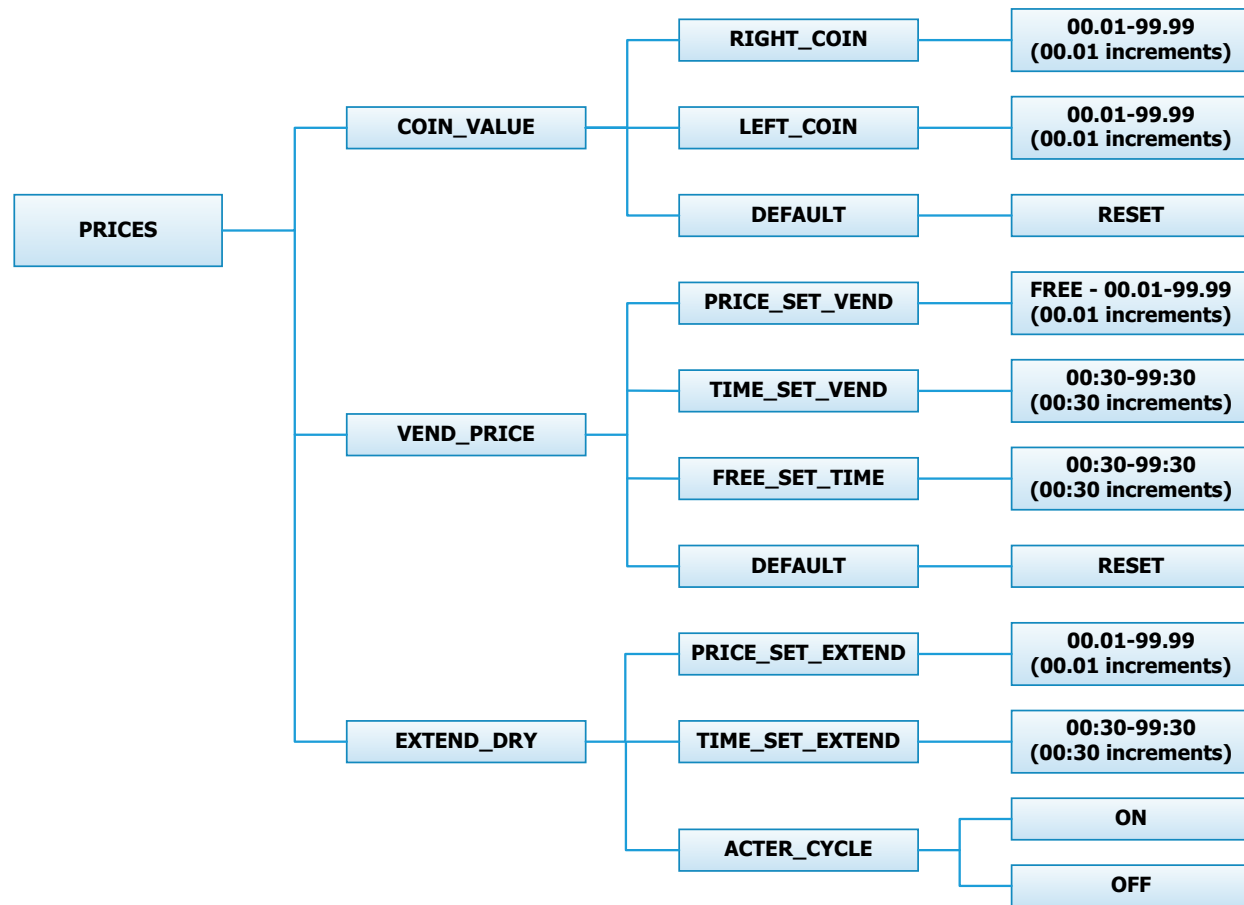 PRICES
COIN_VALUE
RIGHT_COIN
00.01-99.99
(00.01 increments)
LEFT_COIN
00.01-99.99
(00.01 increments)
DEFAULT
RESET
VEND_PRICE
PRICE_SET_VEND
FREE - 00.01-99.99
(00.01 increments)
TIME_SET_VEND
00:30-99:30
(00:30 increments)
FREE_SET_TIME
00:30-99:30
(00:30 increments)
DEFAULT
RESET
EXTEND_DRY
PRICE_SET_EXTEND
00.01-99.99
(00.01 increments)
TIME_SET_EXTEND
00:30-99:30
(00:30 increments)
ACTER_CYCLE
ON
OFF